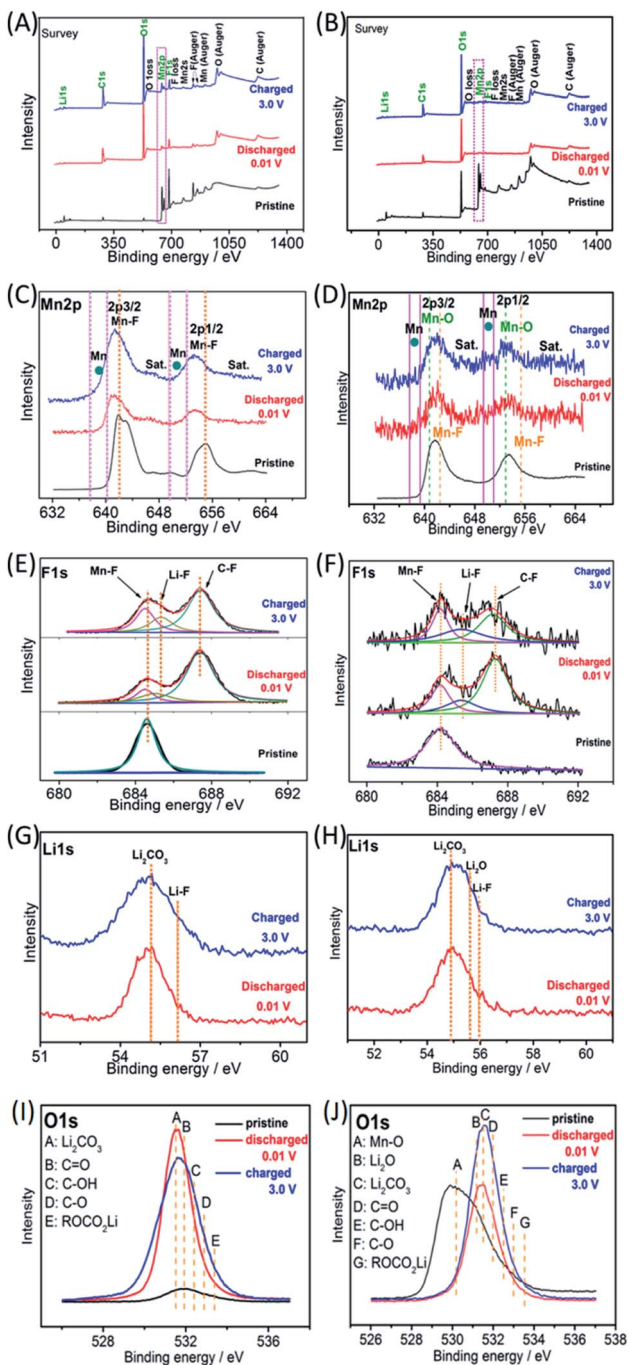 (A)
Survey
Li1s
C1s
O1s
O loss
Mn2p
F1s
F loss
Mn2s
F(Auger)
Mn (Auger)
O (Auger)
C (Auger)
Charged
3.0 V
Discharged
0.01 V
Pristine
Intensity
0 350 700 1050 1400
Binding energy / eV
(B)
Survey
Li1s
C1s
O1s
O loss
Mn2p
F1s
F loss
Mn2s
F (Auger)
Mn (Auger)
O (Auger)
C (Auger)
Charged
3.0 V
Discharged
0.01 V
Pristine
Intensity
0 350 700 1050 1400
Binding energy / eV
(C)
Mn2p
2p3/2
Mn-F
Mn
Sat.
2p1/2
Mn-F
Mn
Sat.
Charged
3.0 V
Discharged
0.01 V
Pristine
Intensity
632 640 648 656 664
Binding energy / eV
(D)
Mn2p
2p3/2
Mn-O
Mn
Sat.
2p1/2
Mn-O
Mn
Sat.
Charged
3.0 V
Discharged
0.01 V
Mn-F
Mn-F
Pristine
Intensity
632 640 648 656 664
Binding energy / eV
(E)
F1s
Mn-F
Li-F
C-F
Charged
3.0 V
Discharged
0.01 V
Pristine
Intensity
680 684 688 692
Binding energy / eV
(F)
F1s
Mn-F
Li-F
C-F
Charged
3.0 V
Discharged
0.01 V
Pristine
Intensity
680 684 688 692
Binding energy / eV
(G)
Li1s
Li₂CO₃
Li-F
Charged
3.0 V
Discharged
0.01 V
Intensity
51 54 57 60
Binding energy / eV
(H)
Li1s
Li₂CO₃
Li₂O
Li-F
Charged
3.0 V
Discharged
0.01 V
Intensity
52 54 56 58 60
Binding energy / eV
(I)
O1s
A: Li₂CO₃
B: C=O
C: C-OH
D: C-O
E: ROCO₂Li
A
B
C
D
E
pristine
discharged
0.01 V
charged
3.0 V
Intensity
528 532 536
Binding energy / eV
(J)
O1s
A: Mn-O
B: Li₂O
C: Li₂CO₃
D: C=O
E: C-OH
F: C-O
G: ROCO₂Li
A
B
C
D
E
F
G
pristine
discharged
0.01 V
charged
3.0 V
Intensity
526 528 530 532 534 536 538
Binding energy / eV